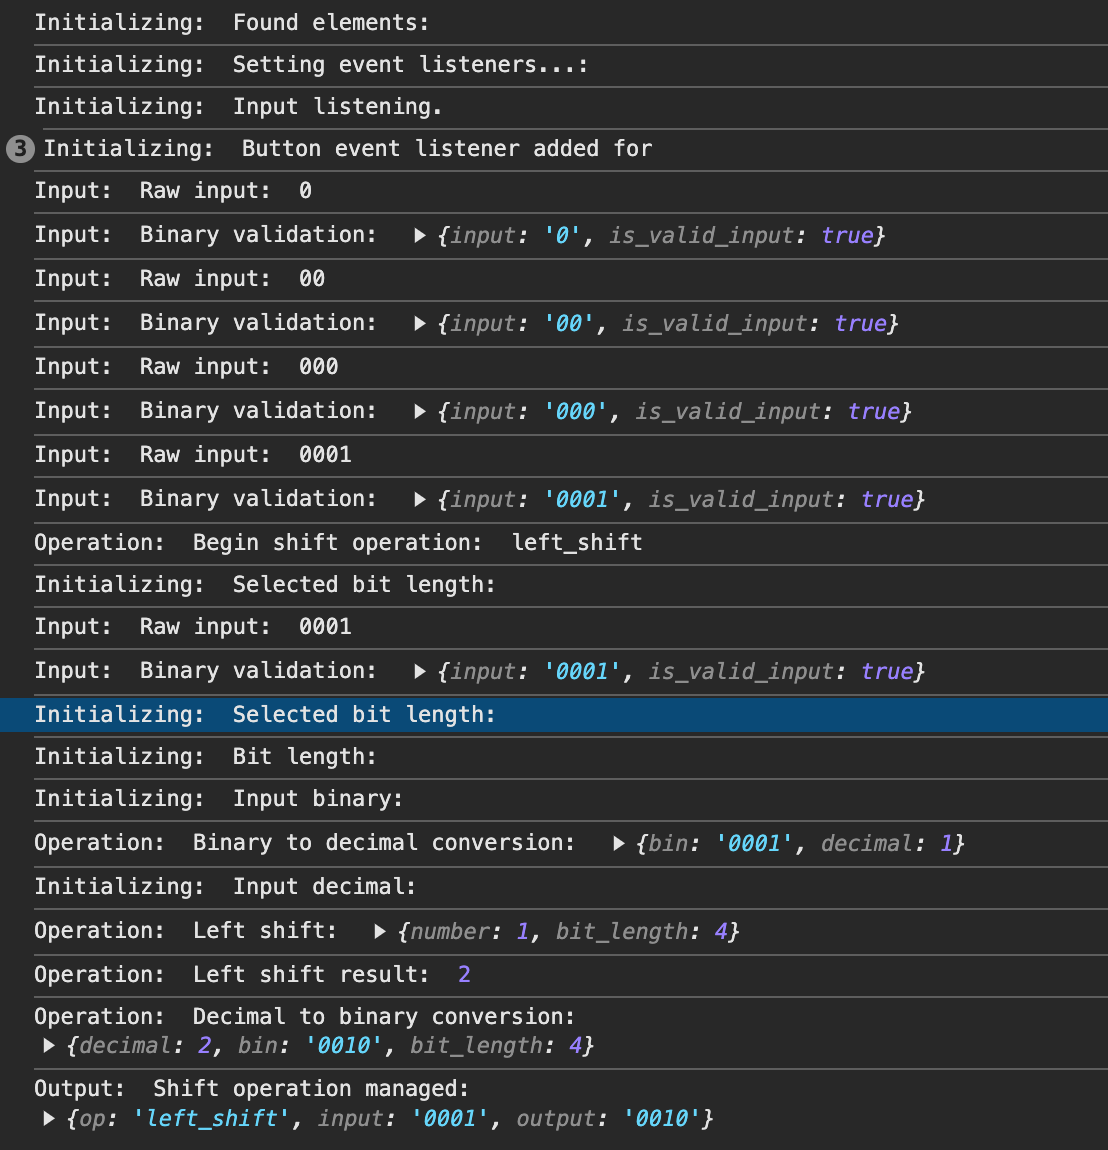 Initializing:  Found elements:
Initializing:  Setting event listeners...:
Initializing:  Input listening.
3 Initializing:  Button event listener added for
Input:  Raw input:  0
Input:  Binary validation:  ▶ {input: '0', is_valid_input: true}
Input:  Raw input:  00
Input:  Binary validation:  ▶ {input: '00', is_valid_input: true}
Input:  Raw input:  000
Input:  Binary validation:  ▶ {input: '000', is_valid_input: true}
Input:  Raw input:  0001
Input:  Binary validation:  ▶ {input: '0001', is_valid_input: true}
Operation:  Begin shift operation:  left_shift
Initializing:  Selected bit length:
Input:  Raw input:  0001
Input:  Binary validation:  ▶ {input: '0001', is_valid_input: true}
Initializing:  Selected bit length:
Initializing:  Bit length:
Initializing:  Input binary:
Operation:  Binary to decimal conversion:  ▶ {bin: '0001', decimal: 1}
Initializing:  Input decimal:
Operation:  Left shift:  ▶ {number: 1, bit_length: 4}
Operation:  Left shift result:  2
Operation:  Decimal to binary conversion:
▶ {decimal: 2, bin: '0010', bit_length: 4}
Output:  Shift operation managed:
▶ {op: 'left_shift', input: '0001', output: '0010'}